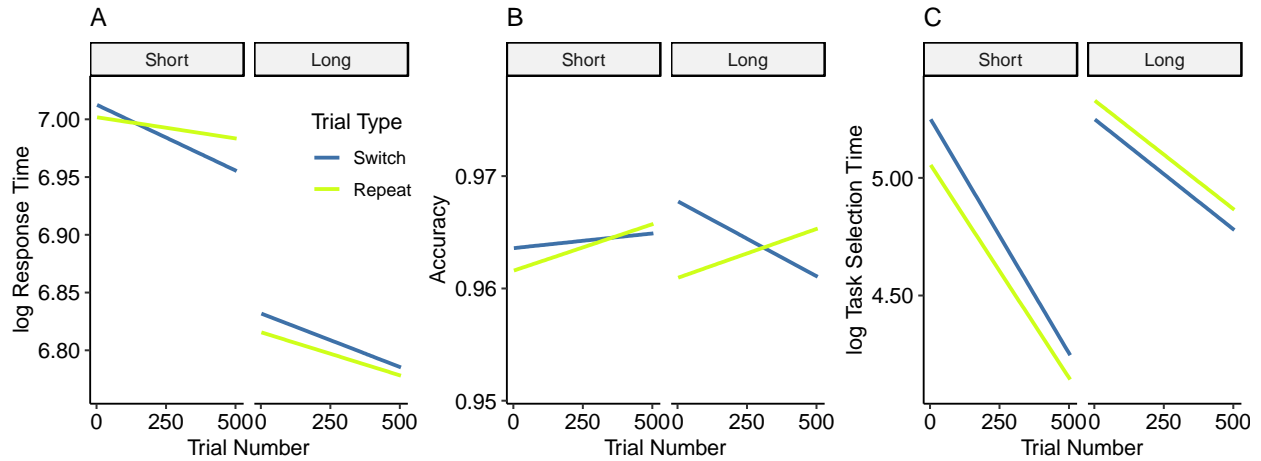 A
Short
Long
log Response Time
7.00
6.95
6.90
6.85
6.80
Trial Type
Switch
Repeat
0
250
500
0
250
500
Trial Number
B
Short
Long
Accuracy
0.97
0.96
0.95
0
250
500
0
250
500
Trial Number
C
Short
Long
log Task Selection Time
5.00
4.50
0
250
500
0
250
500
Trial Number